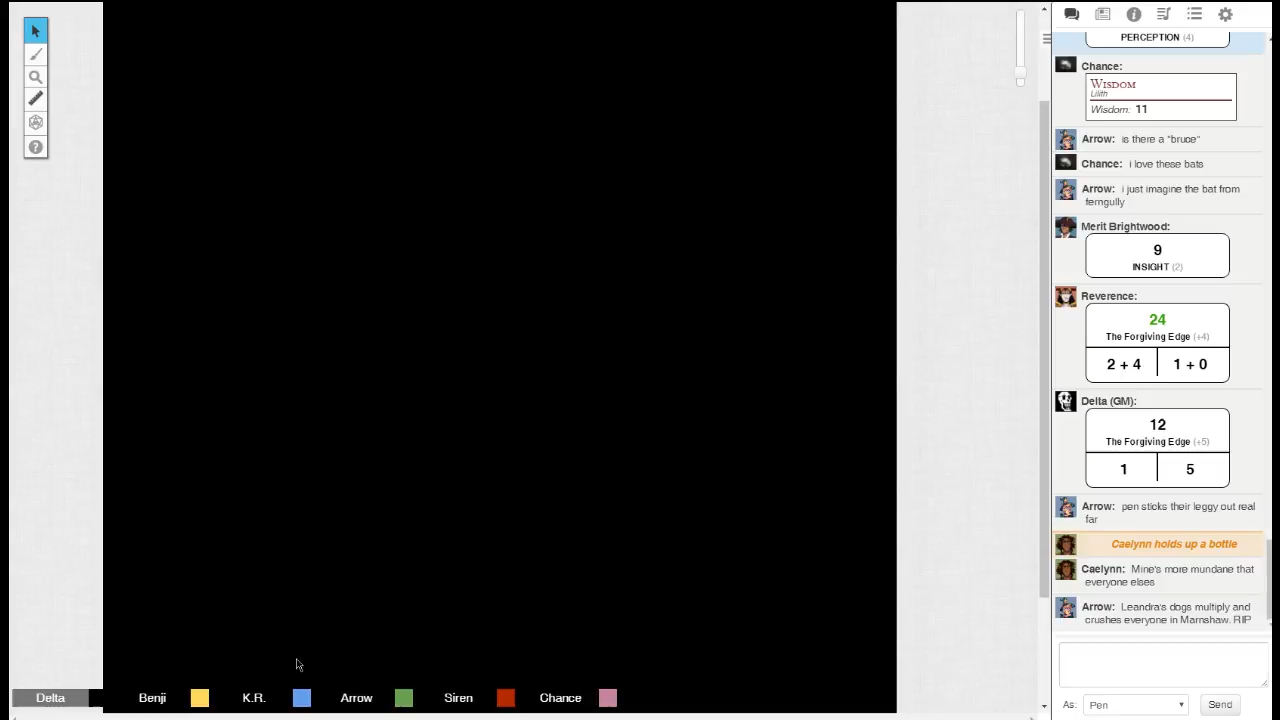 PERCEPTION (4)
Chance:
WISDOM
Lilith
Wisdom: 11
Arrow: is there a "bruce"
Chance: i love these bats
Arrow: i just imagine the bat from
ferngully
Merit Brightwood:
9
INSIGHT (2)
Reverence:
24
The Forgiving Edge (+4)
2 + 4 1 + 0
Delta (GM):
12
The Forgiving Edge (+5)
1 5
Arrow: pen sticks their leggy out real
far
Caelynn holds up a bottle
Caelynn: Mine's more mundane that
everyone elses
Arrow: Leandra's dogs multiply and
crushes everyone in Marnshaw. RIP
As: Pen Send
Delta Benji K.R. Arrow Siren Chance